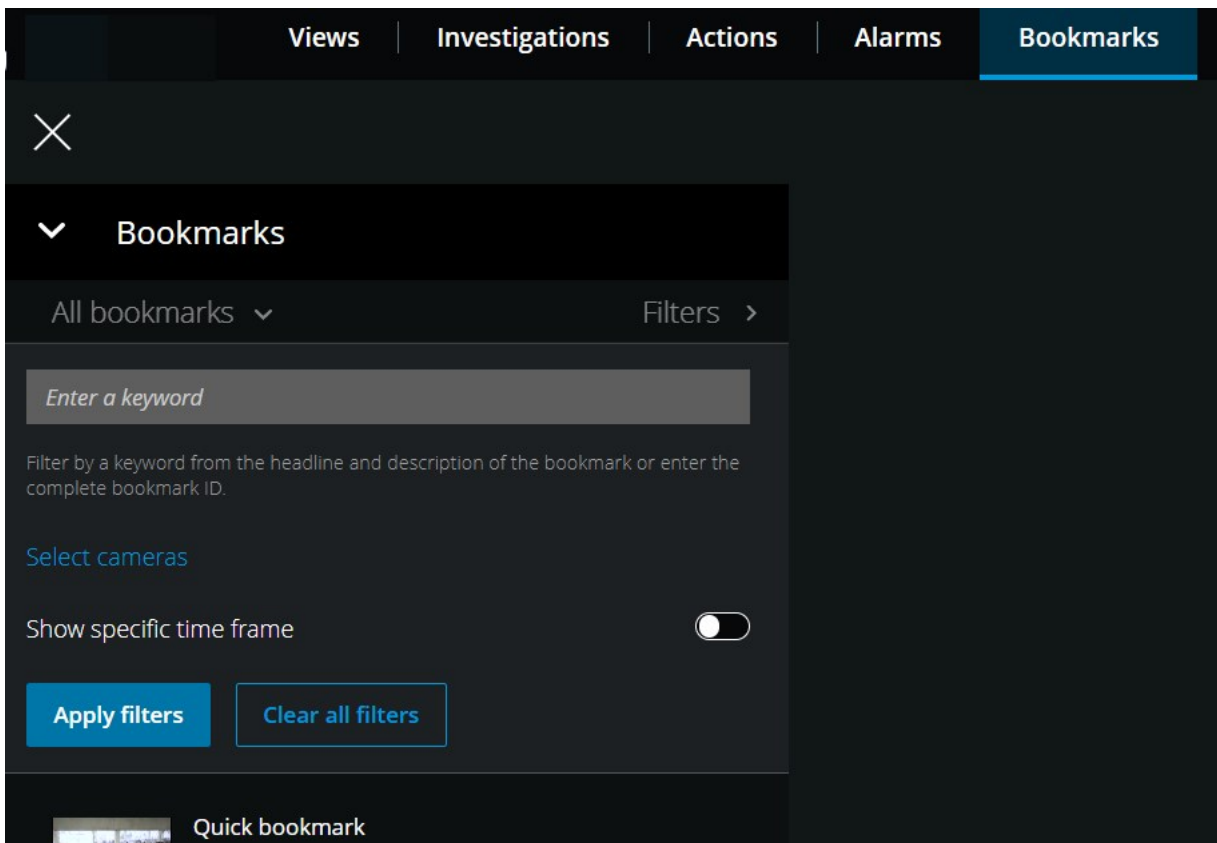 Views
Investigations
Actions
Alarms
Bookmarks
Bookmarks
All bookmarks
Filters
Enter a keyword
Filter by a keyword from the headline and description of the bookmark or enter the
complete bookmark ID.
Select cameras
Show specific time frame
Apply filters
Clear all filters
Quick bookmark